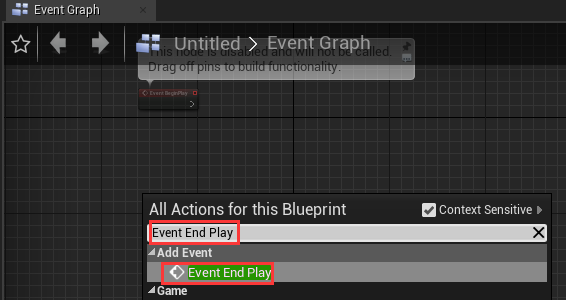 Event Graph
Untitled > Event Graph
This node is disabled and will not be called.
Drag off pins to build functionality.
Event BeginPlay
All Actions for this Blueprint
Context Sensitive
Event End Play
Add Event
Event End Play
Game